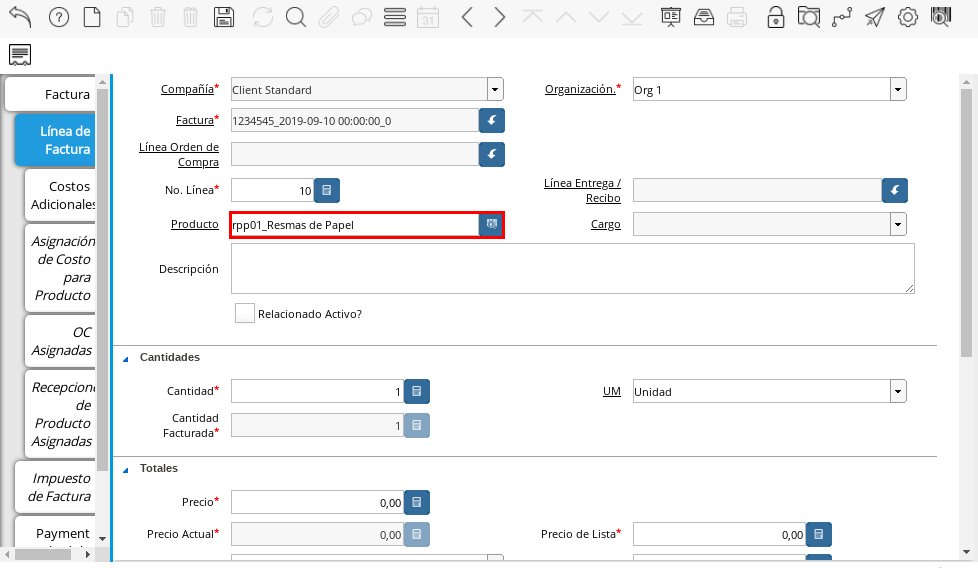 31
Factura
Línea de
Factura
Costos
Adicionales
Asignación
de Costo
para
Producto
OC
Asignadas
Recepcione
de
Producto
Asignadas
Impuesto
de Factura
Payment
Compañía* Client Standard Organización.* Org 1
Factura* 1234545_2019-09-10 00:00:00_0
Línea Orden de
Compra
No. Línea* 10 Línea Entrega /
Recibo
Producto rpp01_Resmas de Papel Cargo
Descripción
Relacionado Activo?
Cantidades
Cantidad* 1 UM Unidad
Cantidad
Facturada* 1
Totales
Precio* 0,00
Precio Actual* 0,00 Precio de Lista* 0,00